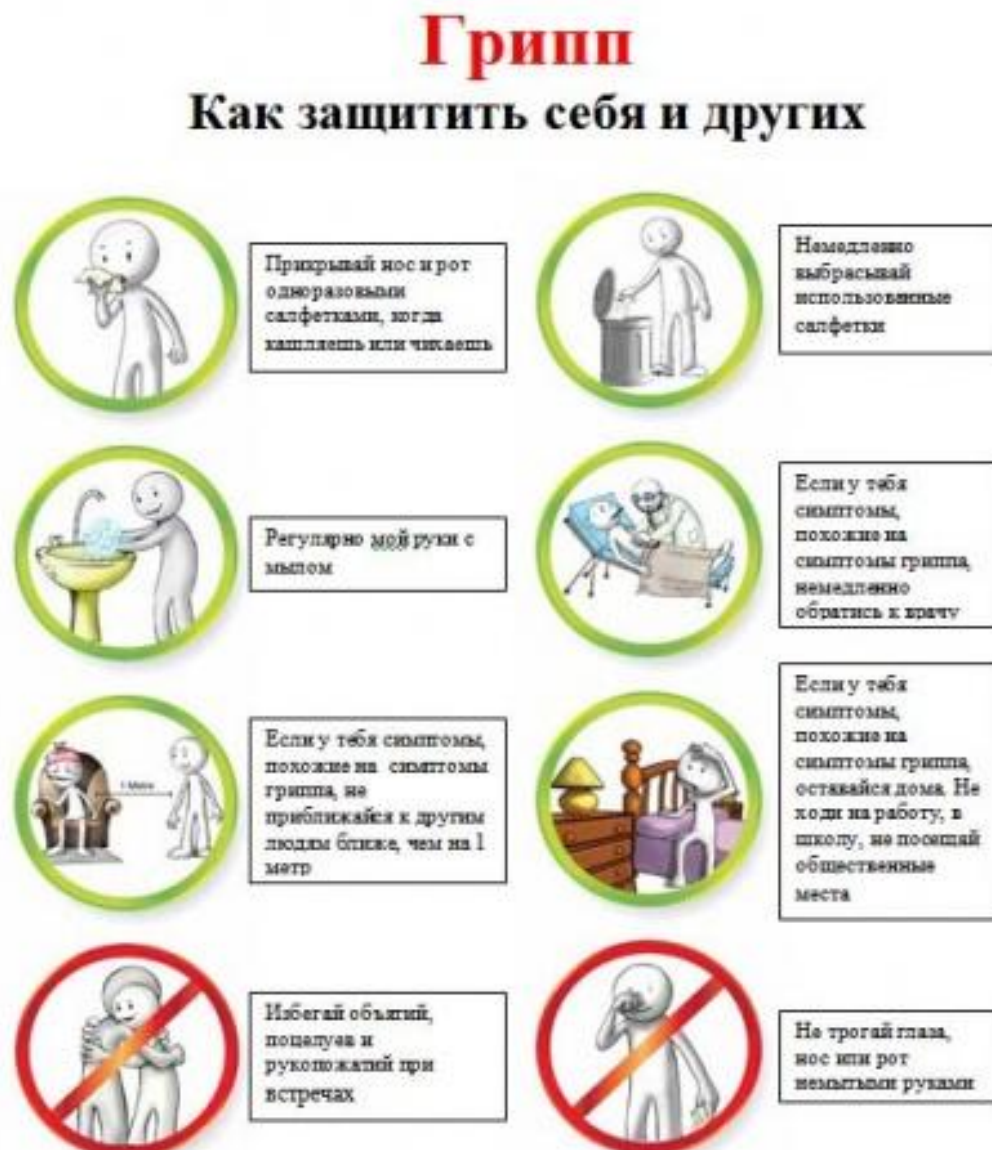 Грипп
Как защитить себя и других
Прикрывай нос и рот
одноразовыми
салфетками, когда
кашляешь или чихаешь
Немедленно
выбрасывай
использованные
салфетки
Регулярно мой руки с
мылом
Если у тебя
симптомы,
похожие на
симптомы гриппа,
немедленно
обратись к врачу
Если у тебя симптомы,
похожие на симптомы
гриппа, не
приближайся к другим
людям ближе, чем на 1
метр
1 Metre
Если у тебя
симптомы,
похожие на
симптомы гриппа,
оставайся дома. Не
ходи на работу, в
школу, не посещай
общественные
места
Избегай объятий,
поцелуев и
рукопожатий при
встречах
Не трогай глаза,
нос или рот
немытыми руками